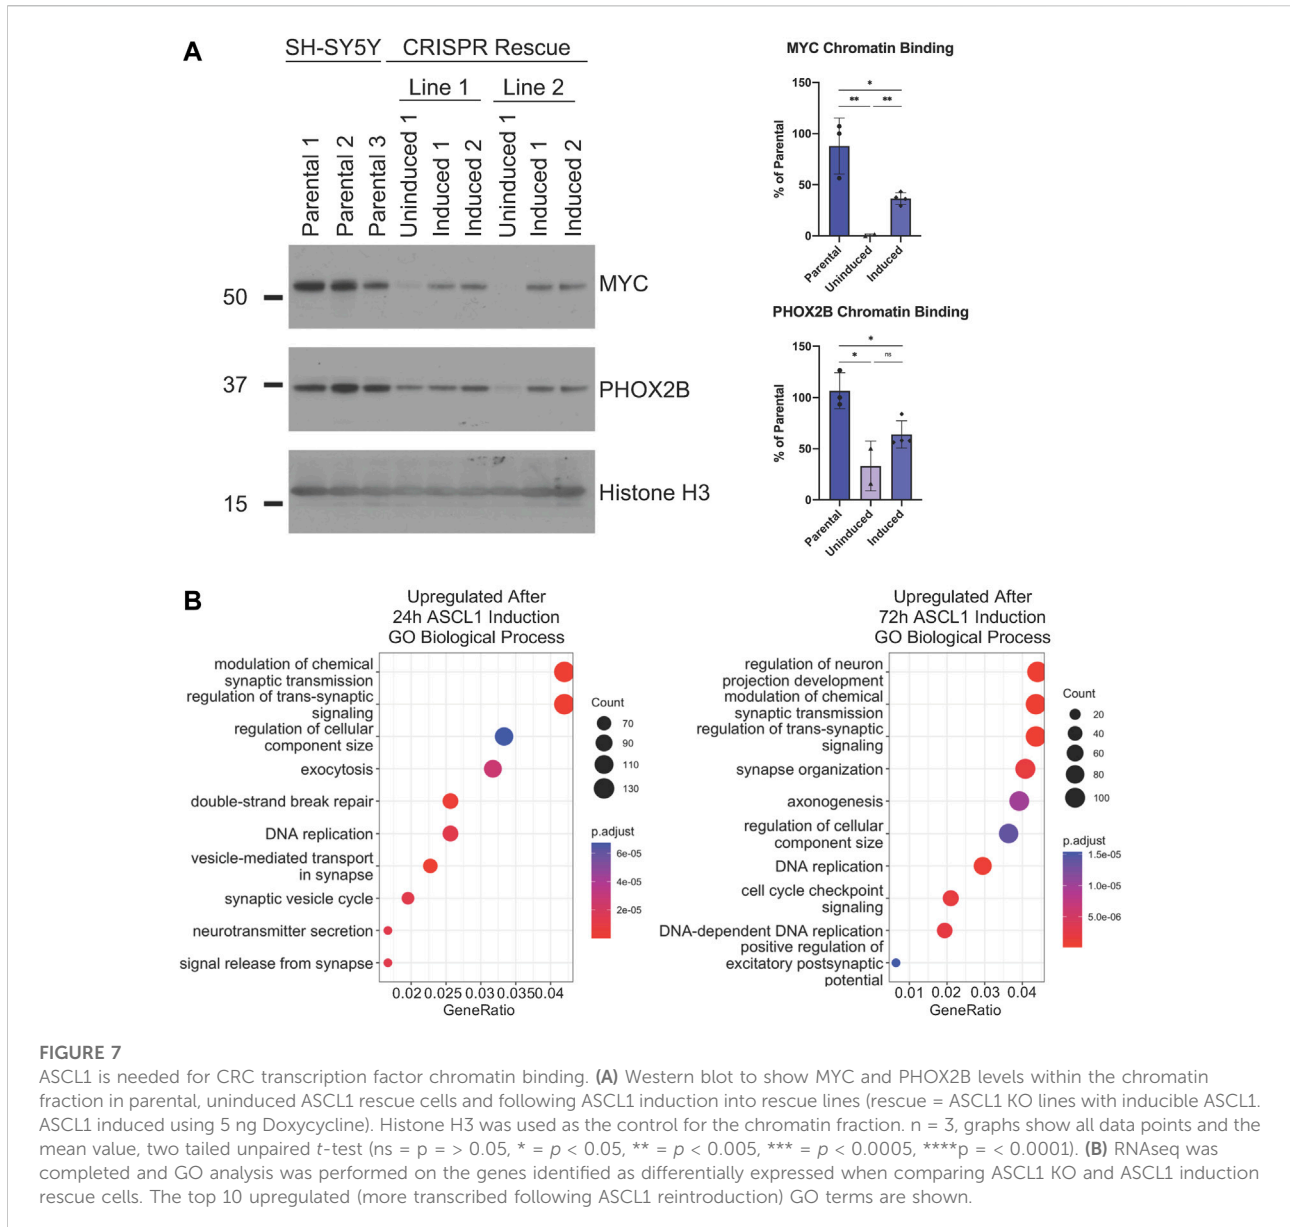 A
SH-SY5Y CRISPR Rescue
Line 1 Line 2
Parental 1
Parental 2
Parental 3
Uninduced 1
Induced 1
Induced 2
Uninduced 1
Induced 1
Induced 2
50
MYC
37
PHOX2B
15
Histone H3
MYC Chromatin Binding
% of Parental
150
100
50
0
*
** **
Parental
Uninduced
Induced
PHOX2B Chromatin Binding
% of Parental
150
100
50
0
*
* ns
Parental
Uninduced
Induced
B
Upregulated After
24h ASCL1 Induction
GO Biological Process
modulation of chemical
synaptic transmission
regulation of trans-synaptic
signaling
regulation of cellular
component size
exocytosis
double-strand break repair
DNA replication
vesicle-mediated transport
in synapse
synaptic vesicle cycle
neurotransmitter secretion
signal release from synapse
0.02 0.025 0.03 0.035 0.04
GeneRatio
Count
70
90
110
130
p.adjust
6e-05
4e-05
2e-05
Upregulated After
72h ASCL1 Induction
GO Biological Process
regulation of neuron
projection development
modulation of chemical
synaptic transmission
regulation of trans-synaptic
signaling
synapse organization
axonogenesis
regulation of cellular
component size
DNA replication
cell cycle checkpoint
signaling
DNA-dependent DNA replication
positive regulation of
excitatory postsynaptic
potential
0.01 0.02 0.03 0.04
GeneRatio
Count
20
40
60
80
100
p.adjust
1.5e-05
1.0e-05
5.0e-06
FIGURE 7
ASCL1 is needed for CRC transcription factor chromatin binding. (A) Western blot to show MYC and PHOX2B levels within the chromatin
fraction in parental, uninduced ASCL1 rescue cells and following ASCL1 induction into rescue lines (rescue = ASCL1 KO lines with inducible ASCL1.
ASCL1 induced using 5 ng Doxycycline). Histone H3 was used as the control for the chromatin fraction. n = 3, graphs show all data points and the
mean value, two tailed unpaired t-test (ns = p = > 0.05, * = p < 0.05, ** = p < 0.005, *** = p < 0.0005, ****p = < 0.0001). (B) RNAseq was
completed and GO analysis was performed on the genes identified as differentially expressed when comparing ASCL1 KO and ASCL1 induction
rescue cells. The top 10 upregulated (more transcribed following ASCL1 reintroduction) GO terms are shown.